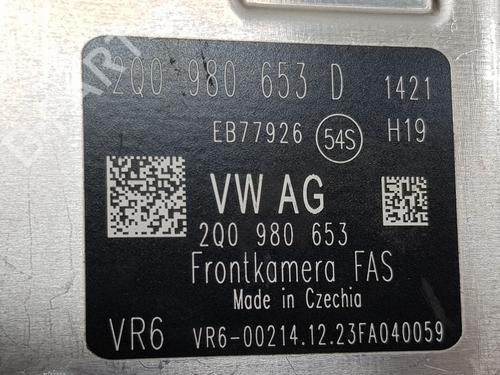 2Q0 980 653 D 1421
EB77926 54S H19
VW AG
2Q0 980 653
Frontkamera FAS
Made in Czechia
VR6 VR6-00214.12.23FA040059